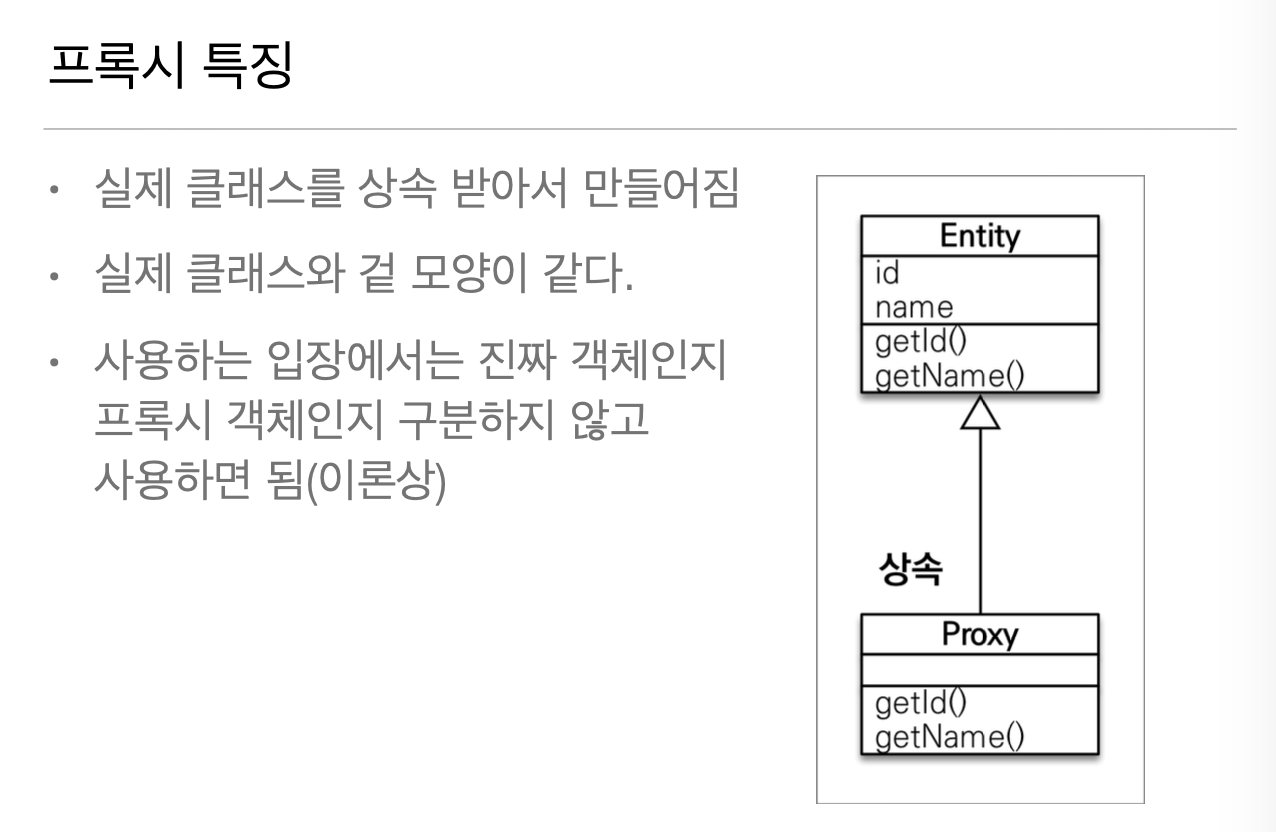 프록시 특징
• 실제 클래스를 상속 받아서 만들어짐
• 실제 클래스와 겉 모양이 같다.
• 사용하는 입장에서는 진짜 객체인지
프록시 객체인지 구분하지 않고
사용하면 됨(이론상)
Entity
id
name
getId()
getName()
상속
Proxy
getId()
getName()